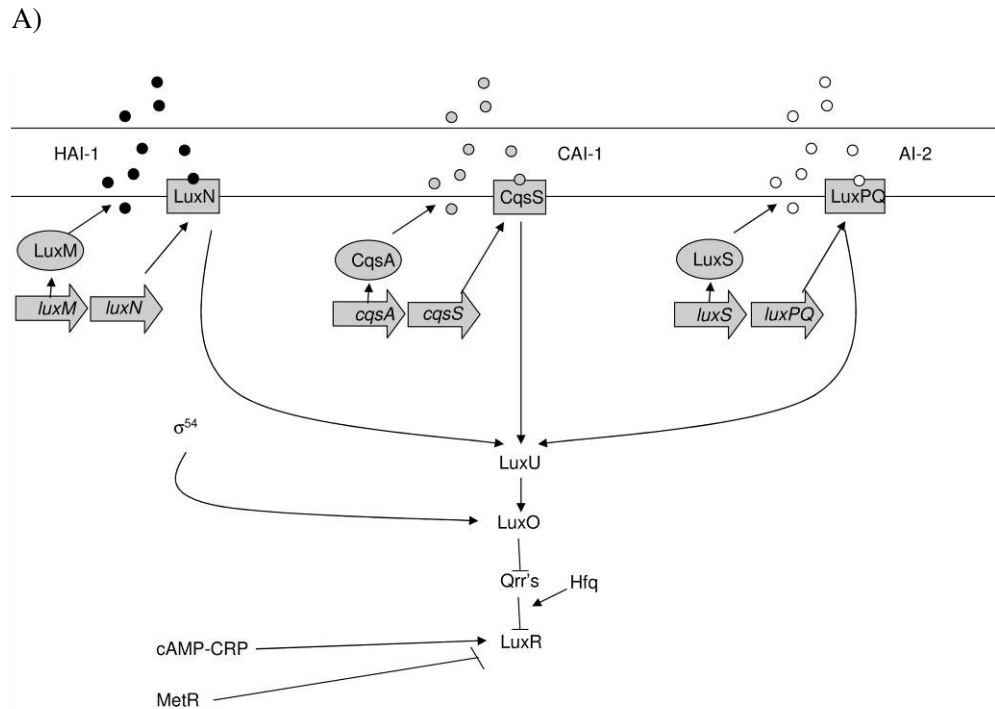 A)
HAI-1
CAI-1
AI-2
LuxN
CqsS
LuxPQ
LuxM
CqsA
LuxS
luxM
luxN
cqsA
cqsS
luxS
luxPQ
σ54
LuxU
LuxO
Qrr's
Hfq
cAMP-CRP
LuxR
MetR